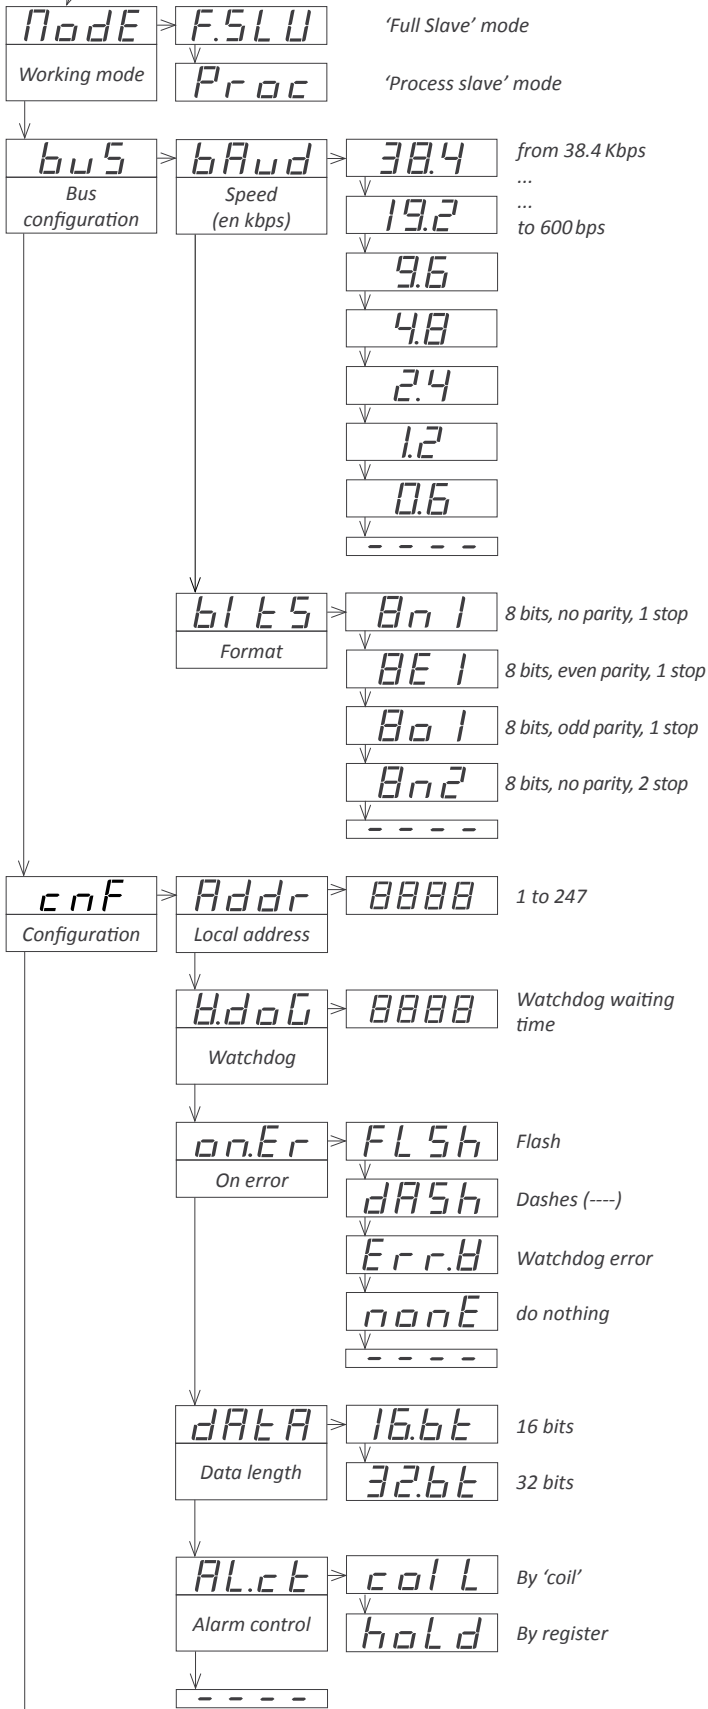 ModE F.SLV 'Full Slave' mode
Working mode Proc 'Process slave' mode
buS bAud 38.4 from 38.4 Kbps
Bus Speed ...
configuration (en kbps) ...
19.2 to 600 bps
9.6
4.8
2.4
1.2
0.6
- - - -
bItS 8n1 8 bits, no parity, 1 stop
Format
8E1 8 bits, even parity, 1 stop
8o1 8 bits, odd parity, 1 stop
8n2 8 bits, no parity, 2 stop
- - - -
cnF Addr 8888 1 to 247
Configuration Local address
W.doG 8888 Watchdog waiting
time
Watchdog
on.Er FLSh Flash
On error
dASh Dashes (----)
Err.W Watchdog error
nonE do nothing
- - - -
dAtA 16.bt 16 bits
Data length 32.bt 32 bits
AL.ct coIL By 'coil'
Alarm control hoLd By register
- - - -